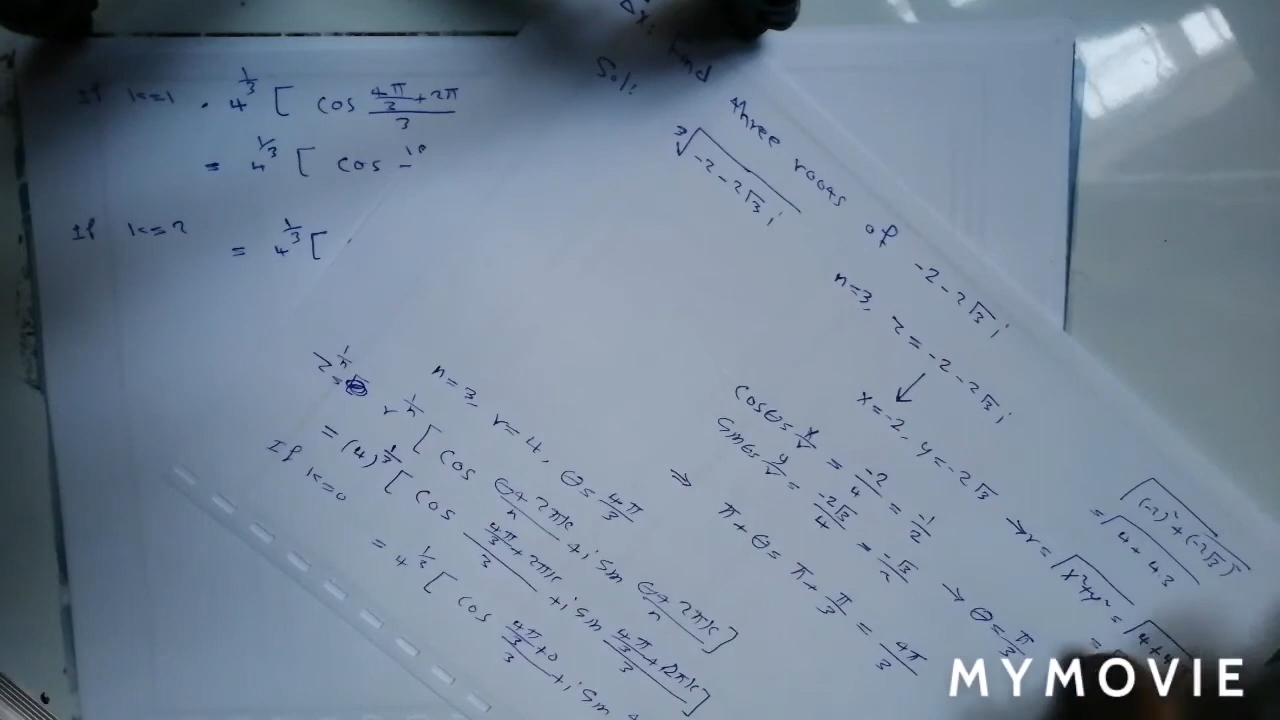 Ex: Find three roots of -2-2√3 i
Sol: ∛(-2-2√3 i)
n=3, z = -2-2√3 i
x=-2, y=-2√3 → r = √(x²+y²) =
√((-2)²+(-2√3)²)
= √(4+4.3)
cosθ = x/r = -2/4 = -1/2
sinθ = y/r = -2√3/4 = -√3/2 → θ = π/3
⇒ π+θ = π+π/3 = 4π/3
n=3, r=4, θ=4π/3
z^(1/n) = r^(1/n) [cos (θ+2πk)/n + i sin (θ+2πk)/n]
= (4)^(1/3) [cos (4π/3+2πk)/3 + i sin (4π/3+2πk)/3]
If k=0
= 4^(1/3) [cos (4π/3+0)/3 + i sin
If k=1 . 4^(1/3) [ cos (4π/3+2π)/3
= 4^(1/3) [ cos
If k=2
= 4^(1/3) [
MYMOVIE